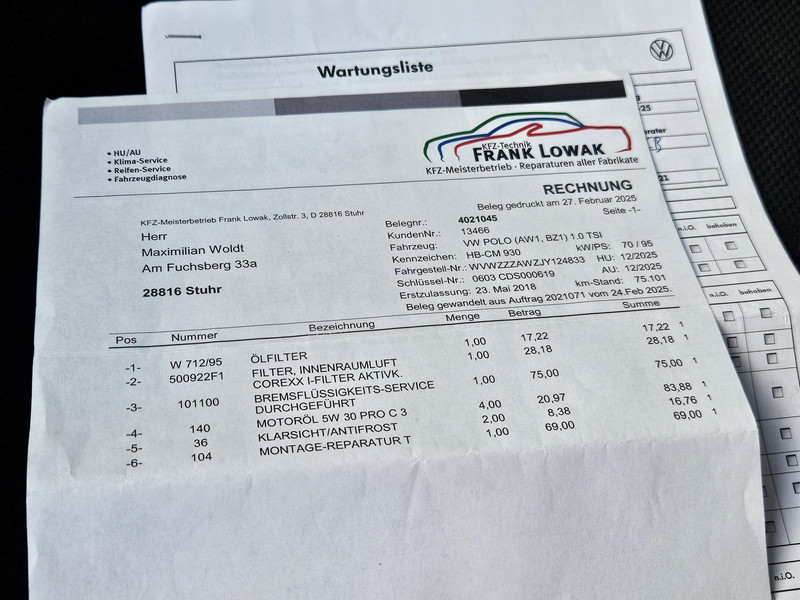 Wartungsliste
• HU/AU
• Klima-Service
• Reifen-Service
• Fahrzeugdiagnose
KFZ-Technik
FRANK LOWAK
KFZ-Meisterbetrieb · Reparaturen aller Fabrikate
RECHNUNG
Beleg gedruckt am 27. Februar 2025
Seite -1-
KFZ-Meisterbetrieb Frank Lowak, Zollstr. 3, D 28816 Stuhr
Herr
Maximilian Woldt
Am Fuchsberg 33a
28816 Stuhr
Belegnr.: 4021045
KundenNr.: 13466
Fahrzeug: VW POLO (AW1, BZ1) 1.0 TSI
Kennzeichen: HB-CM 930 kW/PS: 70 / 95
Fahrgestell-Nr.: WVWZZZAWZJY124833 HU: 12/2025
Schlüssel-Nr.: 0603 CDS000619 AU: 12/2025
Erstzulassung: 23. Mai 2018 km-Stand: 75.101
Beleg gewandelt aus Auftrag 2021071 vom 24.Feb 2025.
Pos Nummer Bezeichnung Menge Betrag Summe
-1- W 712/95 ÖLFILTER 1,00 17,22 17,22 1
-2- 500922F1 FILTER, INNENRAUMLUFT 1,00 28,18 28,18 1
COREXX I-FILTER AKTIVK.
-3- 101100 BREMSFLÜSSIGKEITS-SERVICE 1,00 75,00 75,00 1
DURCHGEFÜHRT
-4- 140 MOTORÖL 5W 30 PRO C 3 4,00 20,97 83,88 1
-5- 36 KLARSICHT/ANTIFROST 2,00 8,38 16,76 1
-6- 104 MONTAGE-REPARATUR T 1,00 69,00 69,00 1
n.i.O. behoben
n.i.O. behoben
n.i.O.